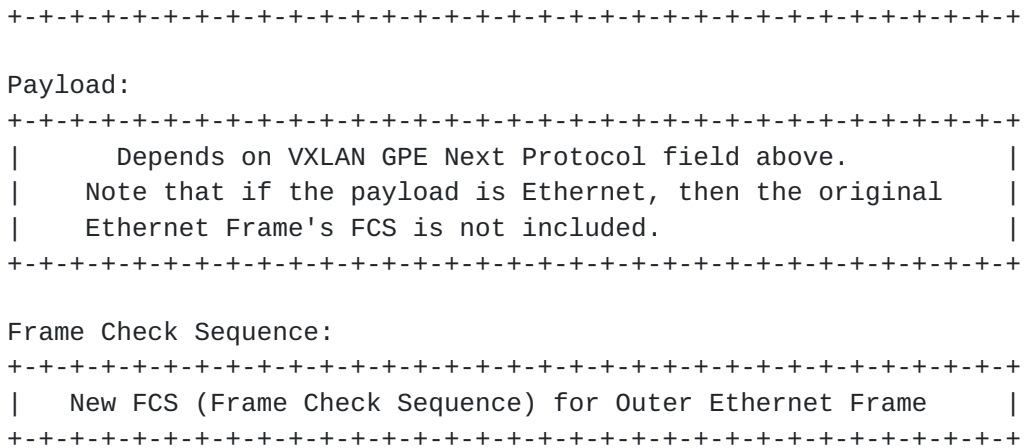 +-+-+-+-+-+-+-+-+-+-+-+-+-+-+-+-+-+-+-+-+-+-+-+-+-+-+-+-+-+-+-+-+
Payload:
+-+-+-+-+-+-+-+-+-+-+-+-+-+-+-+-+-+-+-+-+-+-+-+-+-+-+-+-+-+-+-+-+
|      Depends on VXLAN GPE Next Protocol field above.          |
|    Note that if the payload is Ethernet, then the original    |
|    Ethernet Frame's FCS is not included.                      |
+-+-+-+-+-+-+-+-+-+-+-+-+-+-+-+-+-+-+-+-+-+-+-+-+-+-+-+-+-+-+-+-+
Frame Check Sequence:
+-+-+-+-+-+-+-+-+-+-+-+-+-+-+-+-+-+-+-+-+-+-+-+-+-+-+-+-+-+-+-+-+
|   New FCS (Frame Check Sequence) for Outer Ethernet Frame     |
+-+-+-+-+-+-+-+-+-+-+-+-+-+-+-+-+-+-+-+-+-+-+-+-+-+-+-+-+-+-+-+-+